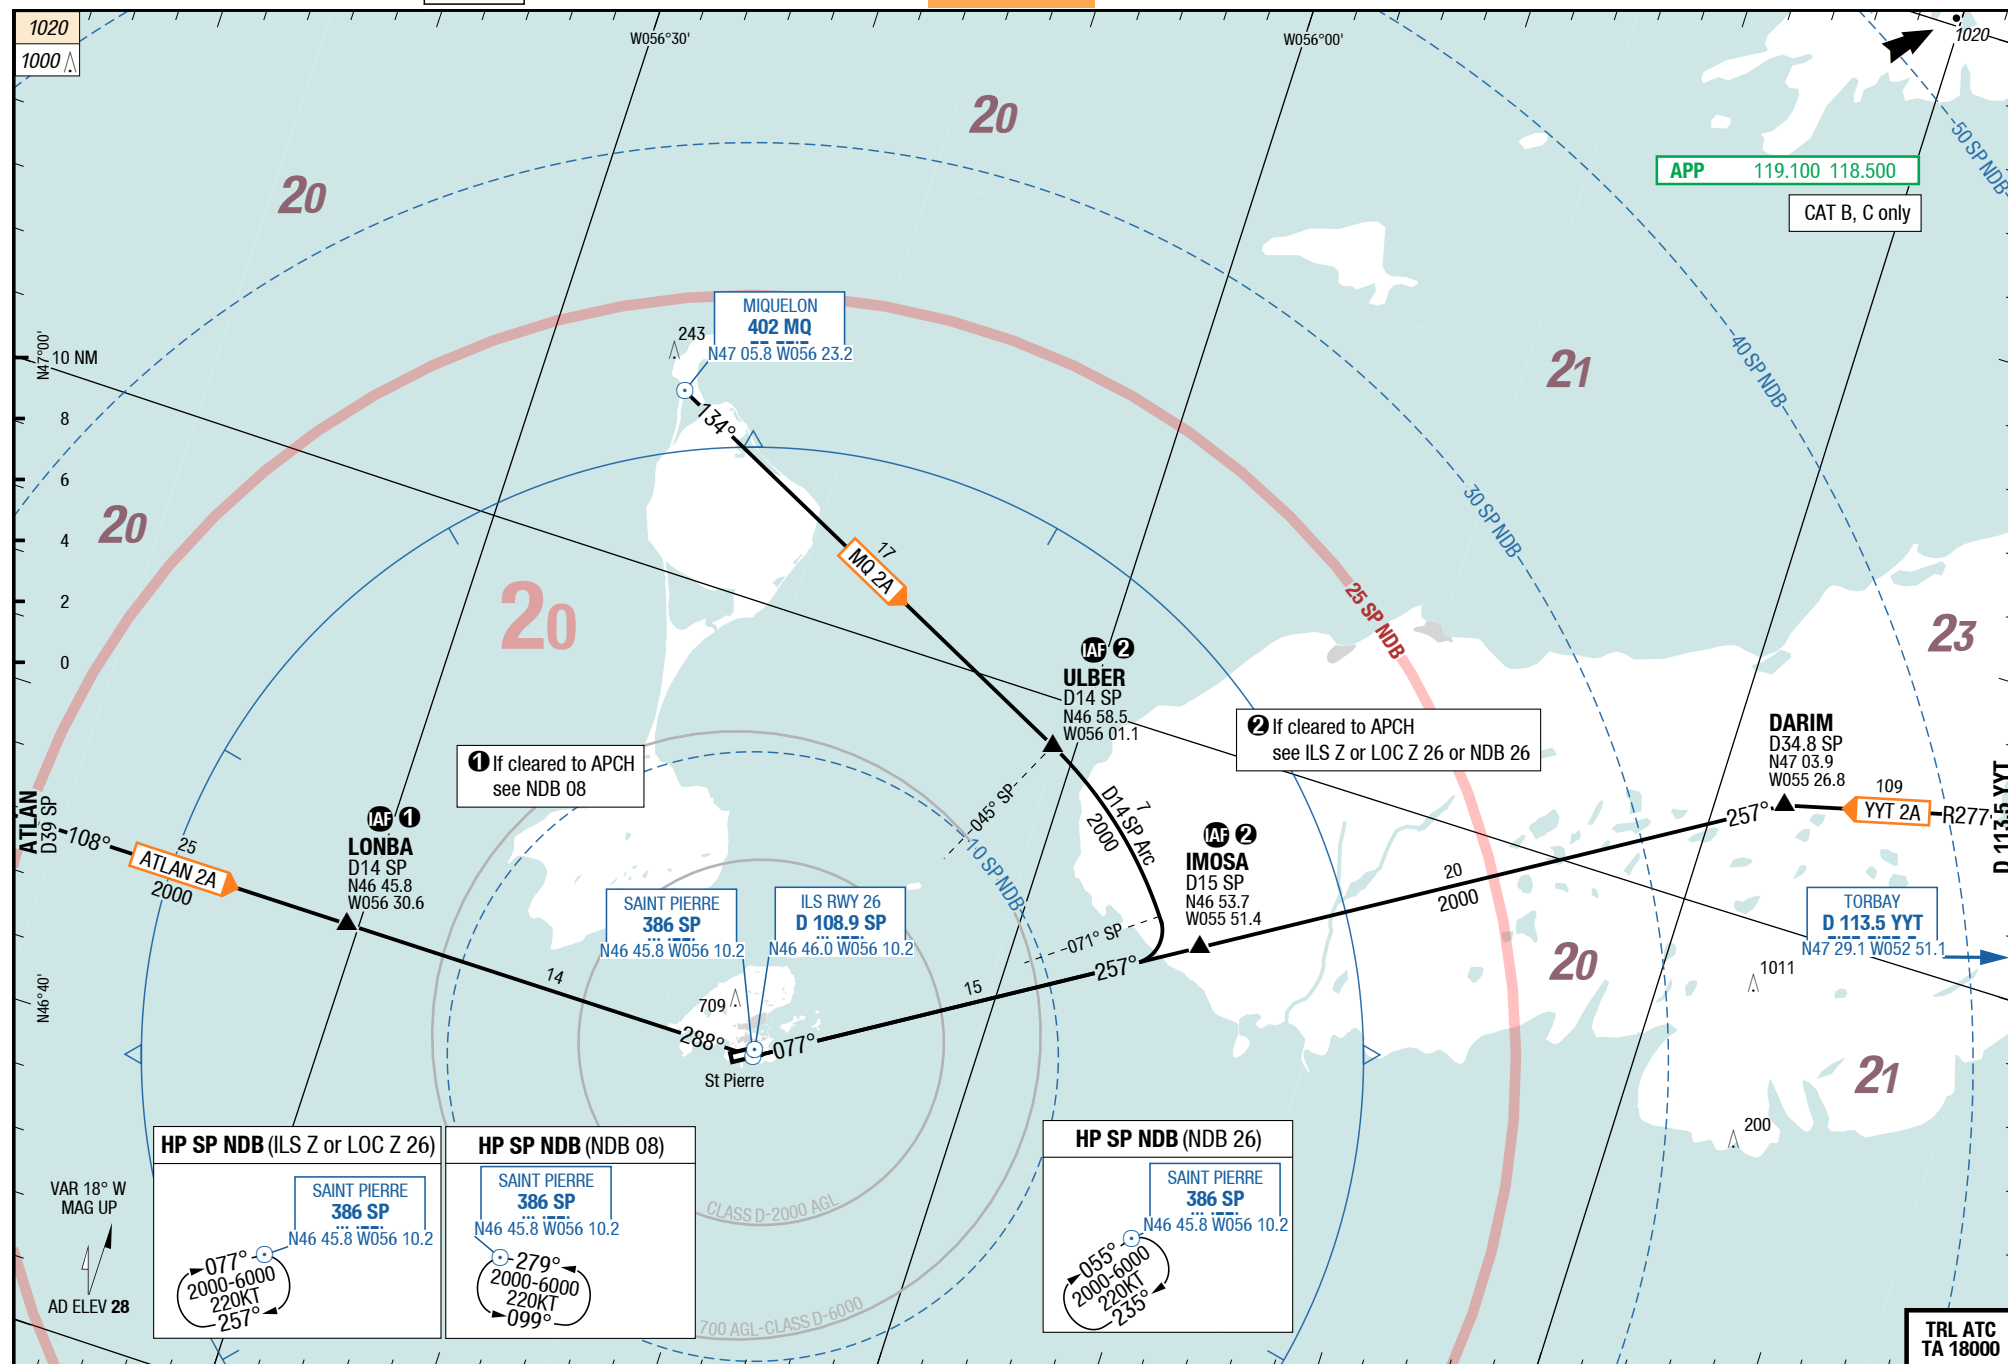 1020
1000
W056°30'
W056°00'
1020
50 SP NDB
20
20
APP 119.100 118.500
CAT B, C only
MIQUELON
402 MQ
N47 05.8 W056 23.2
243
N47°00'
10 NM
8
6
4
2
0
134°
40 SP NDB
21
30 SP NDB
20
17
MQ 2A
20
25 SP NDB
23
IAF 2
ULBER
D14 SP
N46 58.5
W056 01.1
2 If cleared to APCH
see ILS Z or LOC Z 26 or NDB 26
DARIM
D34.8 SP
N47 03.9
W055 26.8
1 If cleared to APCH
see NDB 08
045° SP
7
D14 SP Arc
2000
109
YYT 2A
R277
D 113.5 YYT
257°
ATLAN
D39 SP
108°
25
ATLAN 2A
2000
IAF 1
LONBA
D14 SP
N46 45.8
W056 30.6
10 SP NDB
IAF 2
IMOSA
D15 SP
N46 53.7
W055 51.4
20
2000
SAINT PIERRE
386 SP
N46 45.8 W056 10.2
ILS RWY 26
D 108.9 SP
N46 46.0 W056 10.2
TORBAY
D 113.5 YYT
N47 29.1 W052 51.1
071° SP
257°
20
1011
14
15
N46°40'
709
288°
077°
St Pierre
21
200
HP SP NDB (ILS Z or LOC Z 26)
SAINT PIERRE
386 SP
N46 45.8 W056 10.2
077°
2000-6000
220KT
257°
HP SP NDB (NDB 08)
SAINT PIERRE
386 SP
N46 45.8 W056 10.2
279°
2000-6000
220KT
099°
HP SP NDB (NDB 26)
SAINT PIERRE
386 SP
N46 45.8 W056 10.2
055°
2000-6000
220KT
235°
CLASS D-2000 AGL
700 AGL-CLASS D-6000
VAR 18° W
MAG UP
AD ELEV 28
TRL ATC
TA 18000